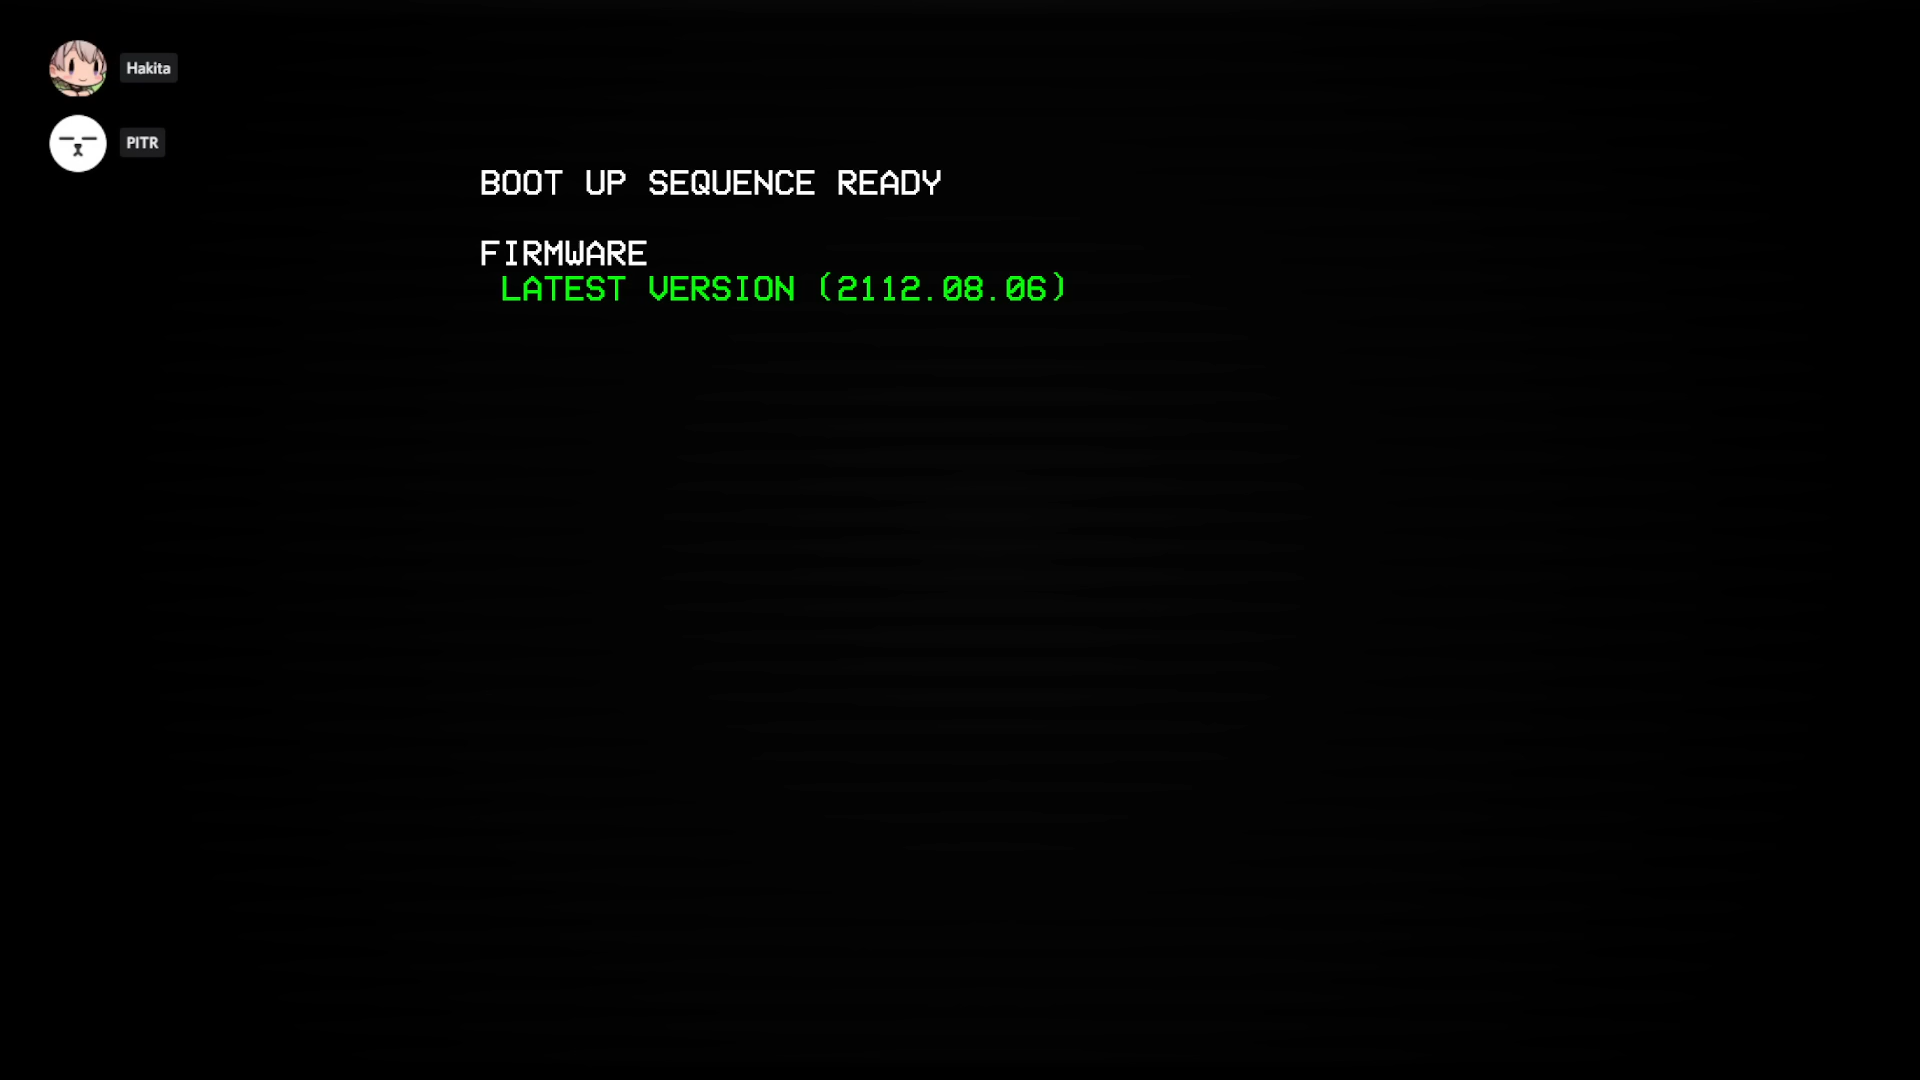 Hakita
PITR
BOOT UP SEQUENCE READY
FIRMWARE
LATEST VERSION (2112.08.06)